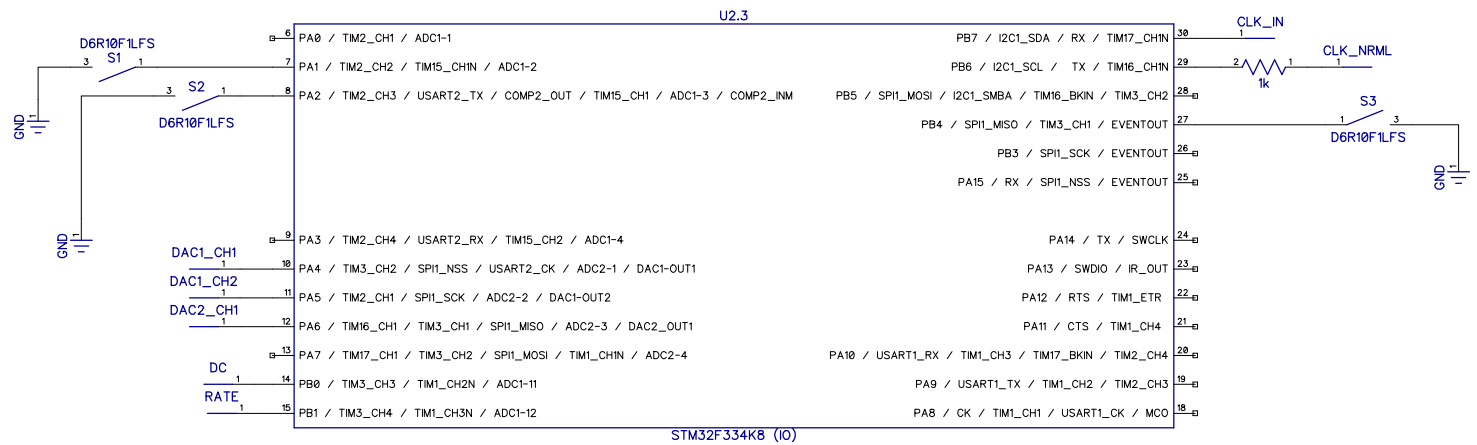 U2.3
6 PA0 / TIM2_CH1 / ADC1-1
PB7 / I2C1_SDA / RX / TIM17_CH1N 30 1 CLK_IN
D6R10F1LFS
S1
3 1 7 PA1 / TIM2_CH2 / TIM15_CH1N / ADC1-2
PB6 / I2C1_SCL / TX / TIM16_CH1N 29 2 1 1 CLK_NRML
1k
S2
3 1 8 PA2 / TIM2_CH3 / USART2_TX / COMP2_OUT / TIM15_CH1 / ADC1-3 / COMP2_INM
D6R10F1LFS
PB5 / SPI1_MOSI / I2C1_SMBA / TIM16_BKIN / TIM3_CH2 28
GND 1
S3
PB4 / SPI1_MISO / TIM3_CH1 / EVENTOUT 27 1 3
D6R10F1LFS
PB3 / SPI1_SCK / EVENTOUT 26
PA15 / RX / SPI1_NSS / EVENTOUT 25
GND 1
GND 1
9 PA3 / TIM2_CH4 / USART2_RX / TIM15_CH2 / ADC1-4
PA14 / TX / SWCLK 24
DAC1_CH1
1 10 PA4 / TIM3_CH2 / SPI1_NSS / USART2_CK / ADC2-1 / DAC1-OUT1
PA13 / SWDIO / IR_OUT 23
DAC1_CH2
1 11 PA5 / TIM2_CH1 / SPI1_SCK / ADC2-2 / DAC1-OUT2
PA12 / RTS / TIM1_ETR 22
DAC2_CH1
1 12 PA6 / TIM16_CH1 / TIM3_CH1 / SPI1_MISO / ADC2-3 / DAC2_OUT1
PA11 / CTS / TIM1_CH4 21
13 PA7 / TIM17_CH1 / TIM3_CH2 / SPI1_MOSI / TIM1_CH1N / ADC2-4
PA10 / USART1_RX / TIM1_CH3 / TIM17_BKIN / TIM2_CH4 20
DC
1 14 PB0 / TIM3_CH3 / TIM1_CH2N / ADC1-11
PA9 / USART1_TX / TIM1_CH2 / TIM2_CH3 19
RATE
1 15 PB1 / TIM3_CH4 / TIM1_CH3N / ADC1-12
PA8 / CK / TIM1_CH1 / USART1_CK / MCO 18
STM32F334K8 (IO)